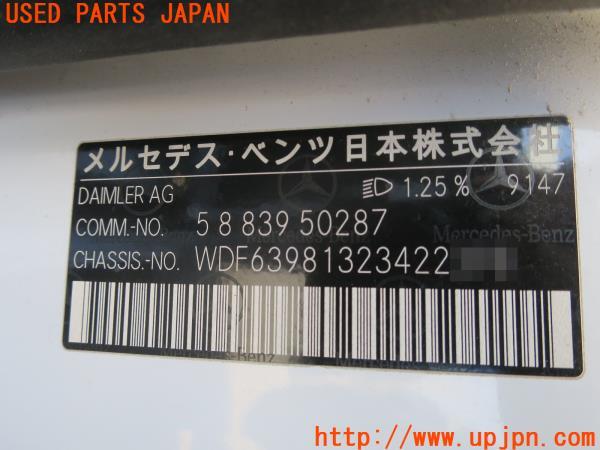 USED PARTS JAPAN
メルセデス・ベンツ日本株式会社
DAIMLER AG 1.25 % 9147
COMM.-NO. 5 8 839 50287
Mercedes-Benz
CHASSIS.-NO. WDF63981323422
JAPAN
http://www.upjpn.com/